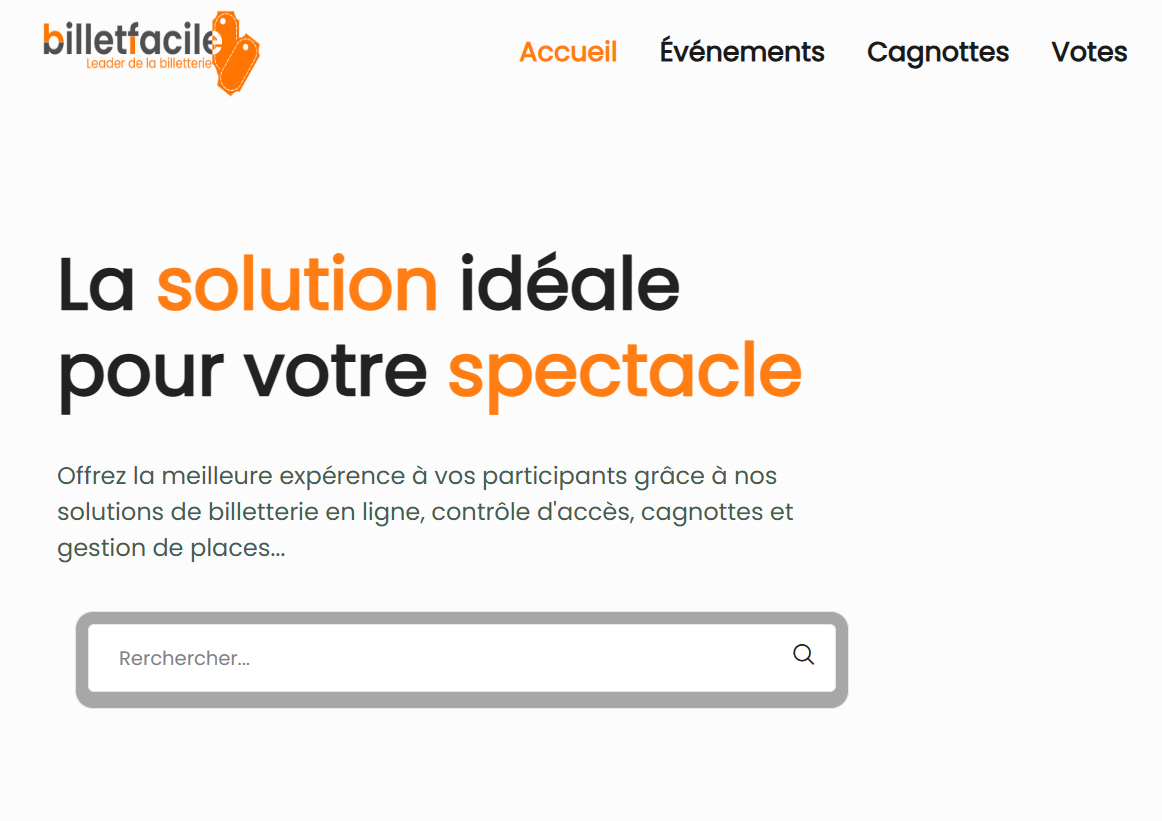 billetfacile
Leader de la billetterie
Accueil Événements Cagnottes Votes
La solution idéale
pour votre spectacle
Offrez la meilleure expérence à vos participants grâce à nos
solutions de billetterie en ligne, contrôle d'accès, cagnottes et
gestion de places...
Rerchercher...